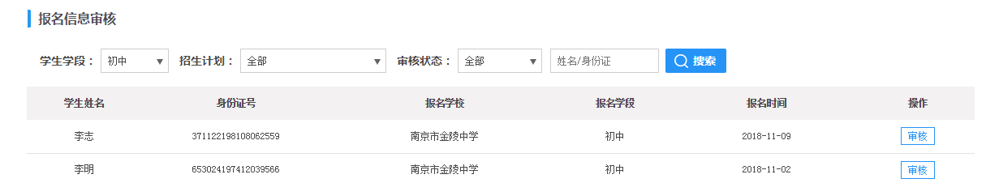 报名信息审核
学生学段： 初中 招生计划： 全部 审核状态： 全部 姓名/身份证 搜索
学生姓名 身份证号 报名学校 报名学段 报名时间 操作
李志 371122198108062559 南京市金陵中学 初中 2018-11-09 审核
李明 653024197412039566 南京市金陵中学 初中 2018-11-02 审核